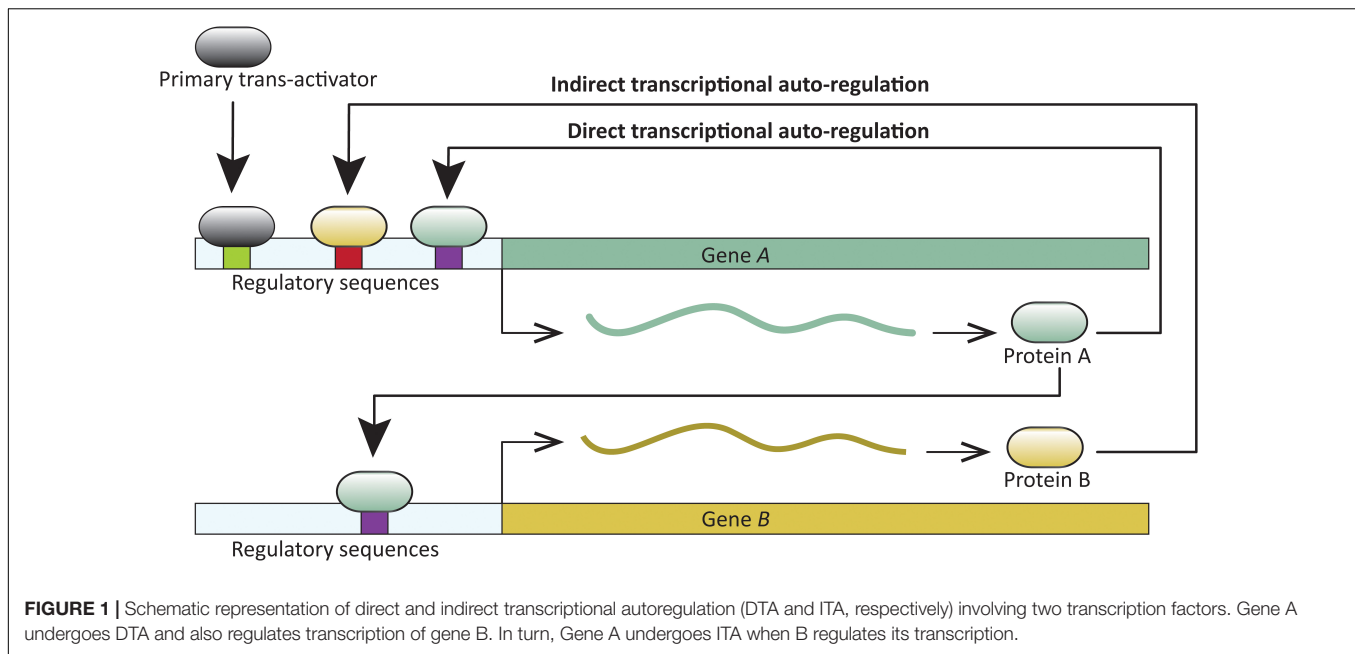 Primary trans-activator
Indirect transcriptional auto-regulation
Direct transcriptional auto-regulation
Gene A
Regulatory sequences
Protein A
Protein B
Gene B
Regulatory sequences
FIGURE 1 | Schematic representation of direct and indirect transcriptional autoregulation (DTA and ITA, respectively) involving two transcription factors. Gene A
undergoes DTA and also regulates transcription of gene B. In turn, Gene A undergoes ITA when B regulates its transcription.